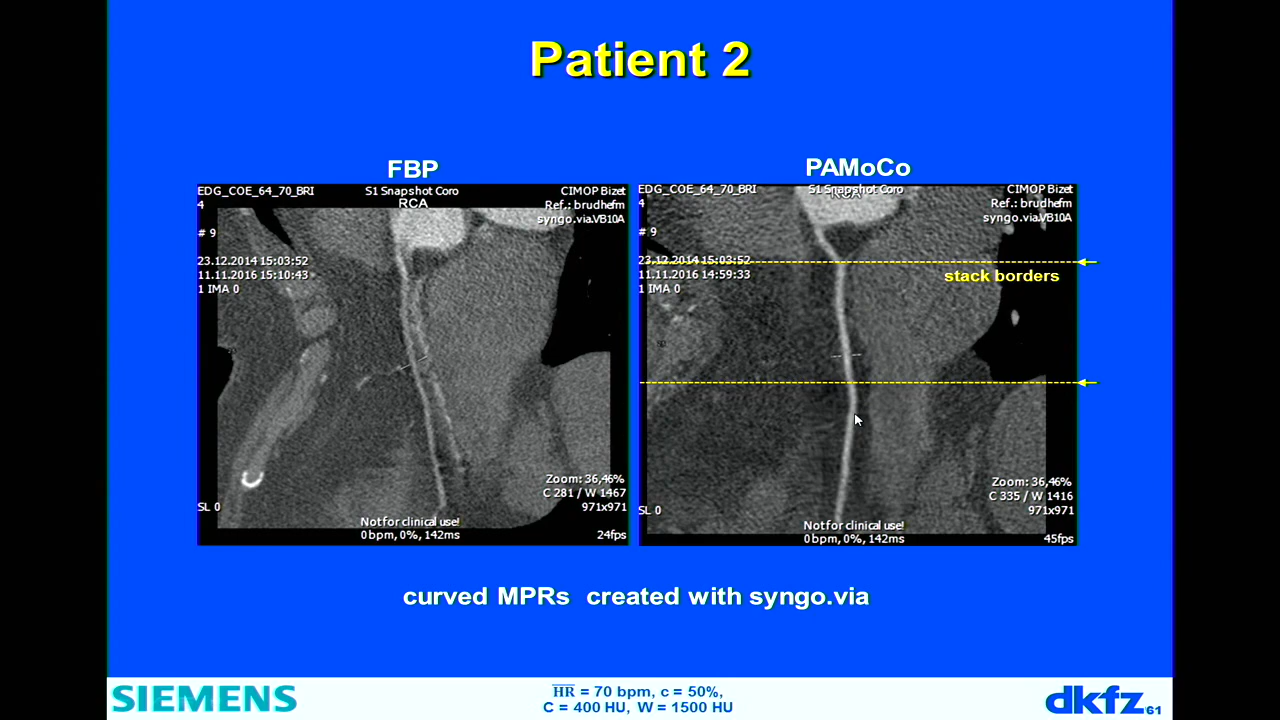 Patient 2
FBP
EDG_COE_64_70_BRI
4
S1 Snapshot Coro
RCA
CIMOP Bizet
Ref.: brudhefm
syngo.via.VB10A
# 9
23.12.2014 15:03:52
11.11.2016 15:10:43
1 IMA 0
SL 0
Not for clinical use!
0 bpm, 0%, 142ms
Zoom: 36,46%
C 281 / W 1467
971x971
24fps
PAMoCo
EDG_COE_64_70_BRI
4
S1 Snapshot Coro
RCA
CIMOP Bizet
Ref.: brudhefm
syngo.via.VB10A
# 9
23.12.2014 15:03:52
11.11.2016 14:59:33
1 IMA 0
stack borders
SL 0
Not for clinical use!
0 bpm, 0%, 142ms
Zoom: 36,46%
C 335 / W 1416
971x971
45fps
curved MPRs created with syngo.via
SIEMENS
H̅R̅ = 70 bpm, c = 50%,
C = 400 HU, W = 1500 HU
dkfz.
61